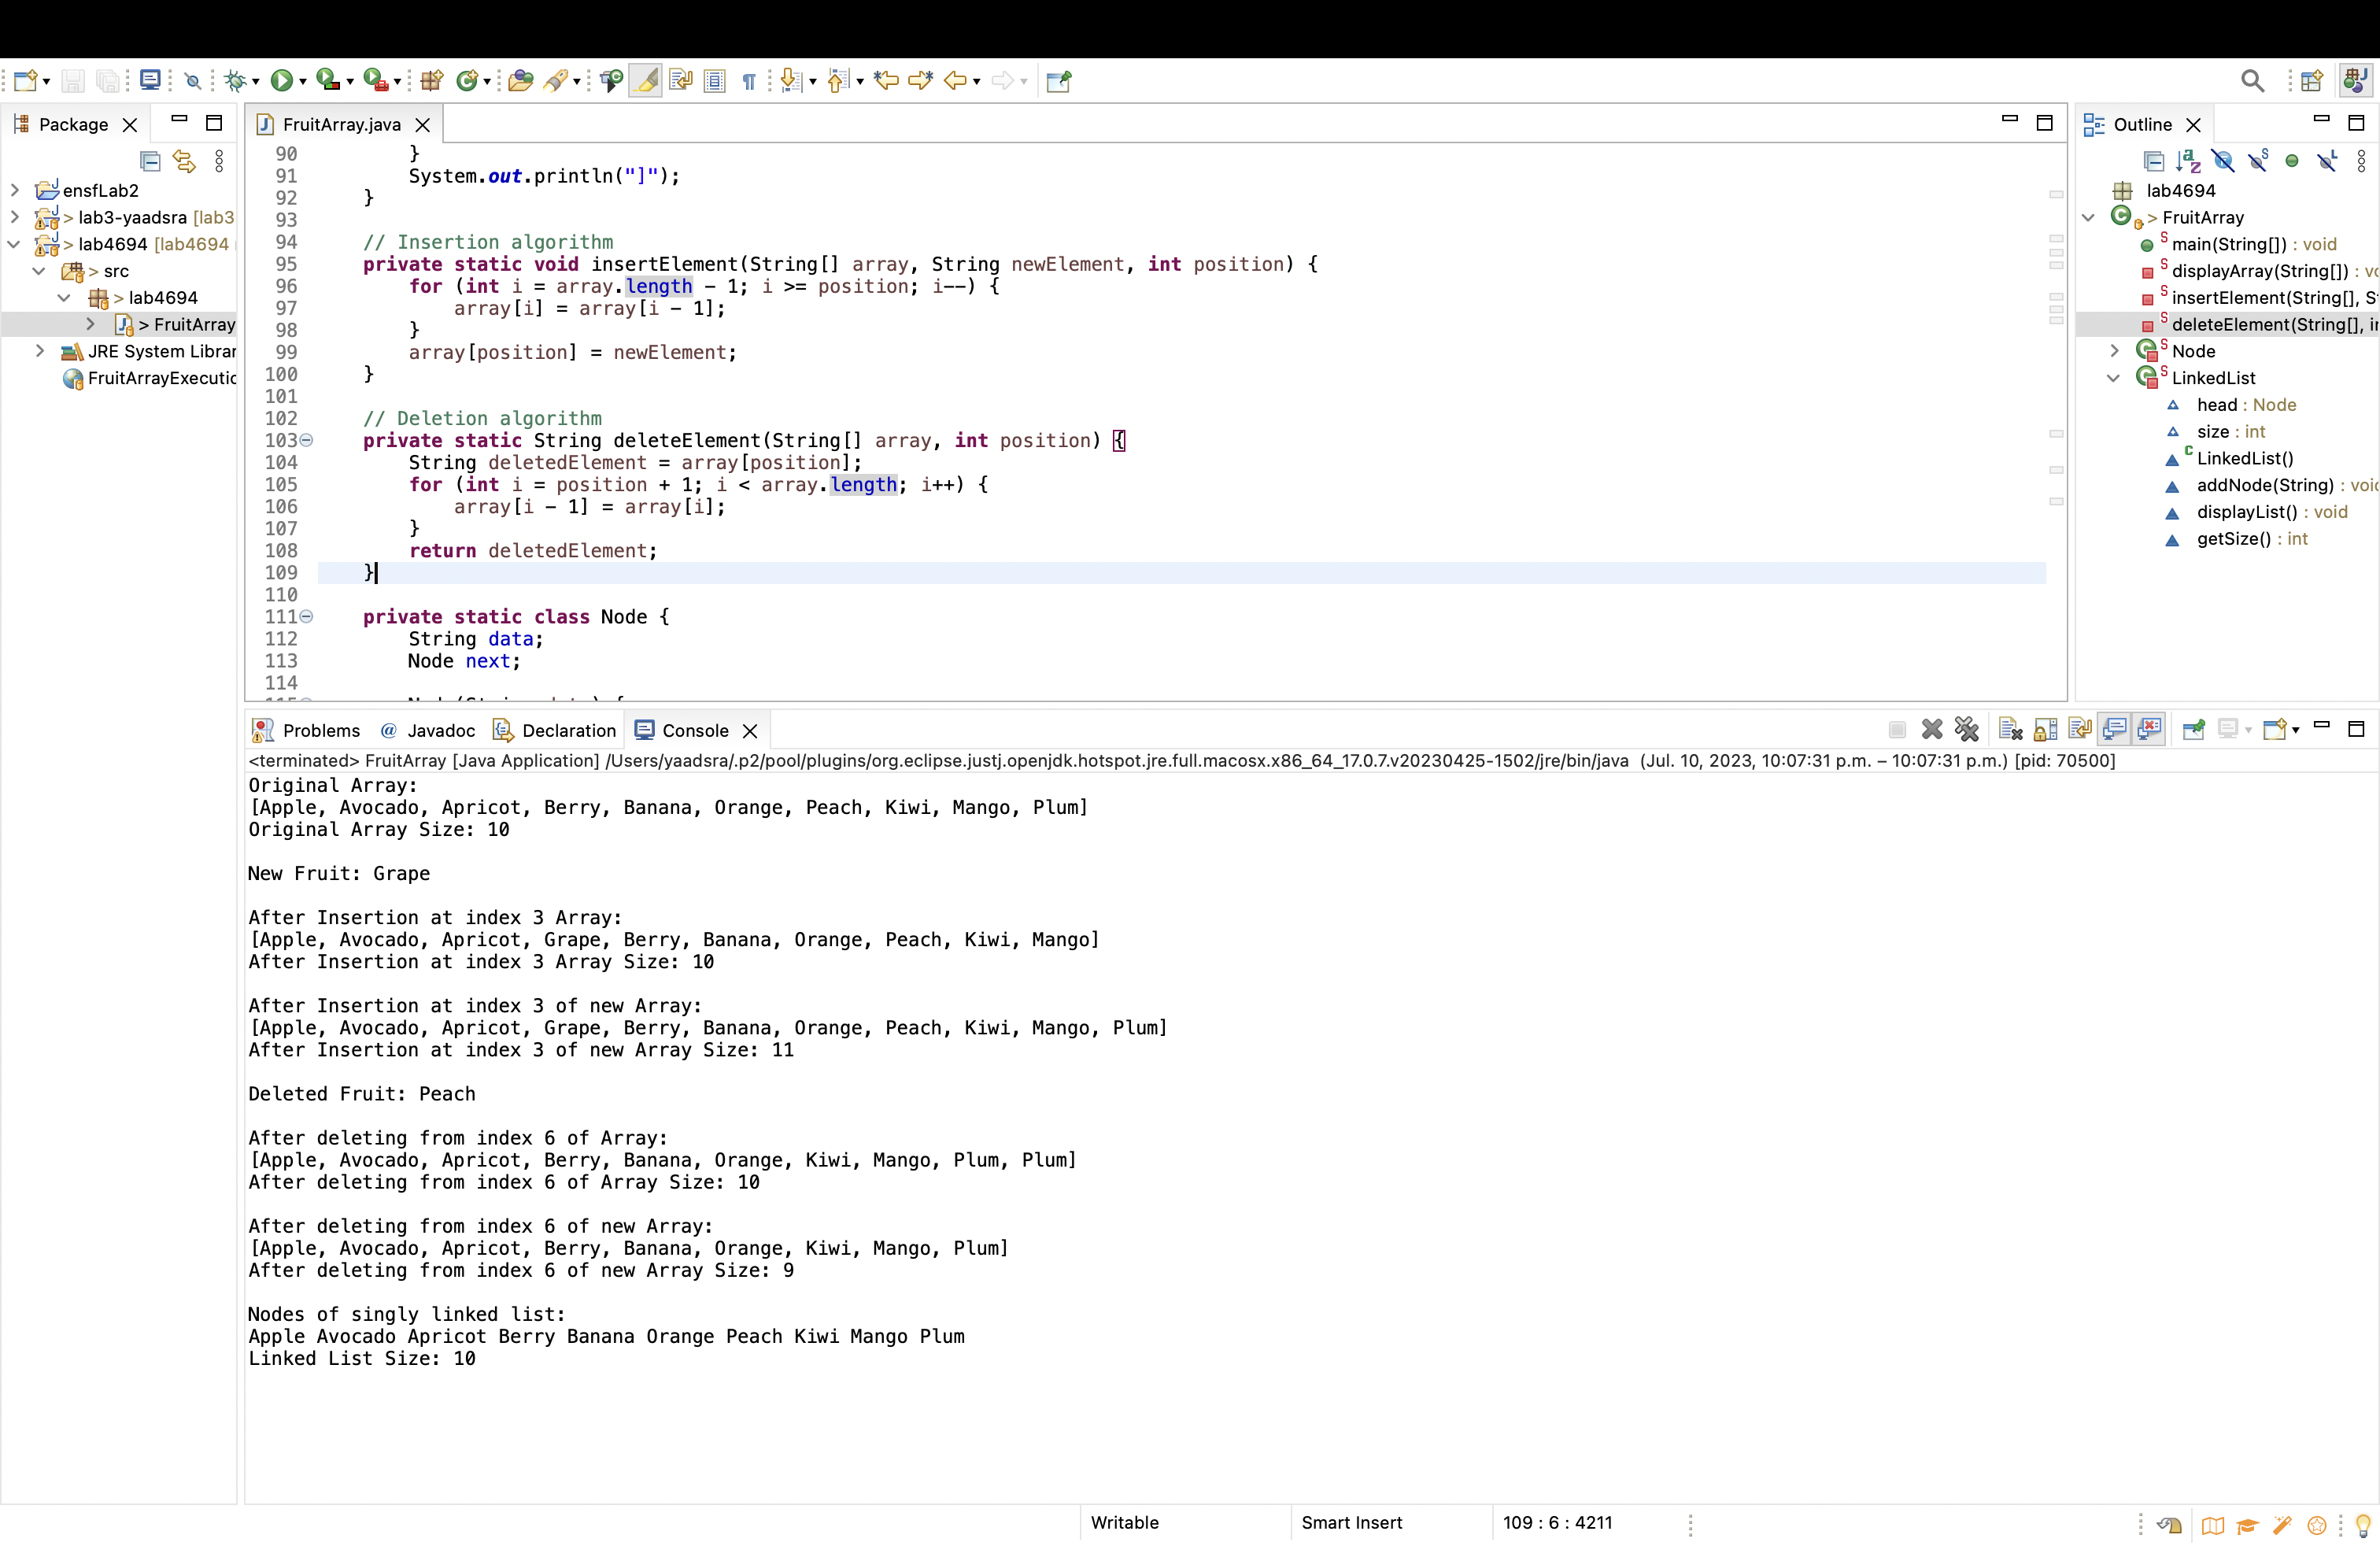 Package
ensfLab2
> lab3-yaadsra [lab3
> lab4694 [lab4694
> src
> lab4694
> FruitArray
JRE System Librar
FruitArrayExecutio
FruitArray.java
90 }
91 System.out.println("]");
92 }
93
94 // Insertion algorithm
95 private static void insertElement(String[] array, String newElement, int position) {
96 for (int i = array.length - 1; i >= position; i--) {
97 array[i] = array[i - 1];
98 }
99 array[position] = newElement;
100 }
101
102 // Deletion algorithm
103 private static String deleteElement(String[] array, int position) {
104 String deletedElement = array[position];
105 for (int i = position + 1; i < array.length; i++) {
106 array[i - 1] = array[i];
107 }
108 return deletedElement;
109 }
110
111 private static class Node {
112 String data;
113 Node next;
114
Outline
lab4694
> FruitArray
main(String[]) : void
displayArray(String[]) : vo
insertElement(String[], S
deleteElement(String[], i
Node
LinkedList
head : Node
size : int
LinkedList()
addNode(String) : voi
displayList() : void
getSize() : int
Problems @ Javadoc Declaration Console
<terminated> FruitArray [Java Application] /Users/yaadsra/.p2/pool/plugins/org.eclipse.justj.openjdk.hotspot.jre.full.macosx.x86_64_17.0.7.v20230425-1502/jre/bin/java (Jul. 10, 2023, 10:07:31 p.m. – 10:07:31 p.m.) [pid: 70500]
Original Array:
[Apple, Avocado, Apricot, Berry, Banana, Orange, Peach, Kiwi, Mango, Plum]
Original Array Size: 10
New Fruit: Grape
After Insertion at index 3 Array:
[Apple, Avocado, Apricot, Grape, Berry, Banana, Orange, Peach, Kiwi, Mango]
After Insertion at index 3 Array Size: 10
After Insertion at index 3 of new Array:
[Apple, Avocado, Apricot, Grape, Berry, Banana, Orange, Peach, Kiwi, Mango, Plum]
After Insertion at index 3 of new Array Size: 11
Deleted Fruit: Peach
After deleting from index 6 of Array:
[Apple, Avocado, Apricot, Berry, Banana, Orange, Kiwi, Mango, Plum, Plum]
After deleting from index 6 of Array Size: 10
After deleting from index 6 of new Array:
[Apple, Avocado, Apricot, Berry, Banana, Orange, Kiwi, Mango, Plum]
After deleting from index 6 of new Array Size: 9
Nodes of singly linked list:
Apple Avocado Apricot Berry Banana Orange Peach Kiwi Mango Plum
Linked List Size: 10
Writable Smart Insert 109 : 6 : 4211